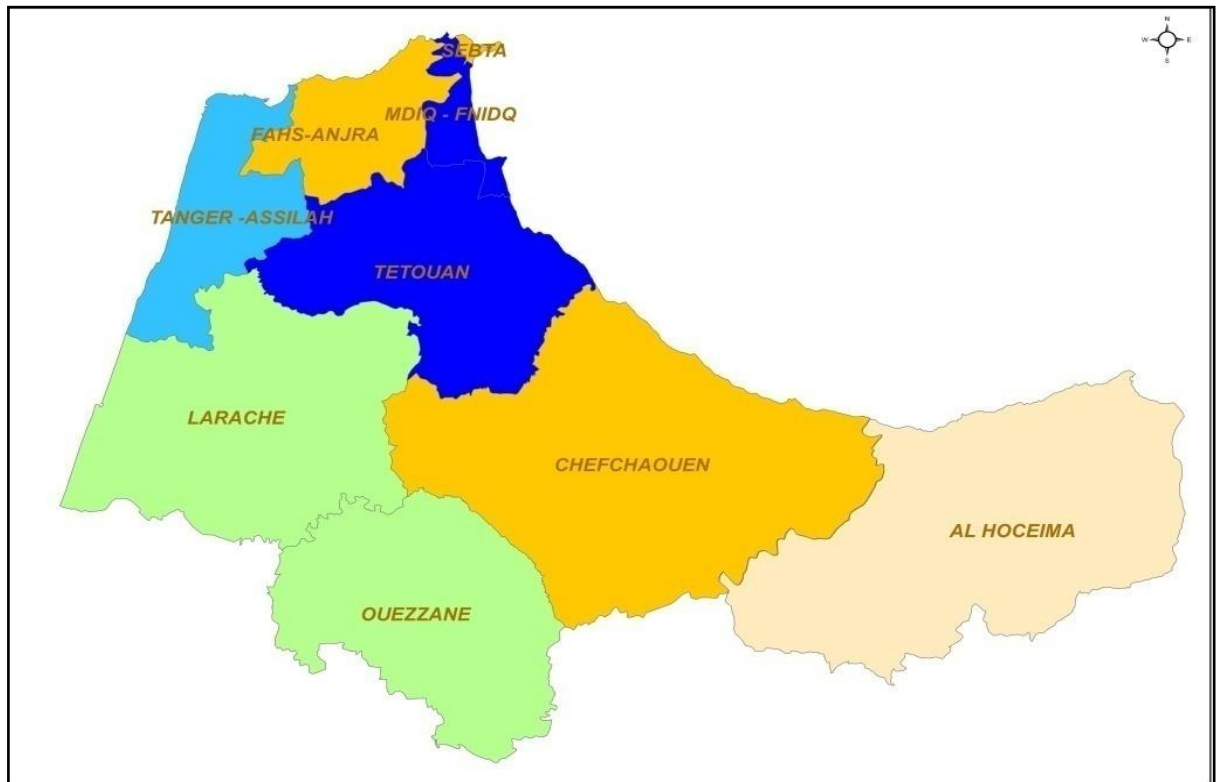 N
W E
S
SEBTA
MDIQ - FNIDQ
FAHS-ANJRA
TANGER -ASSILAH
TETOUAN
LARACHE
CHEFCHAOUEN
AL HOCEIMA
OUEZZANE